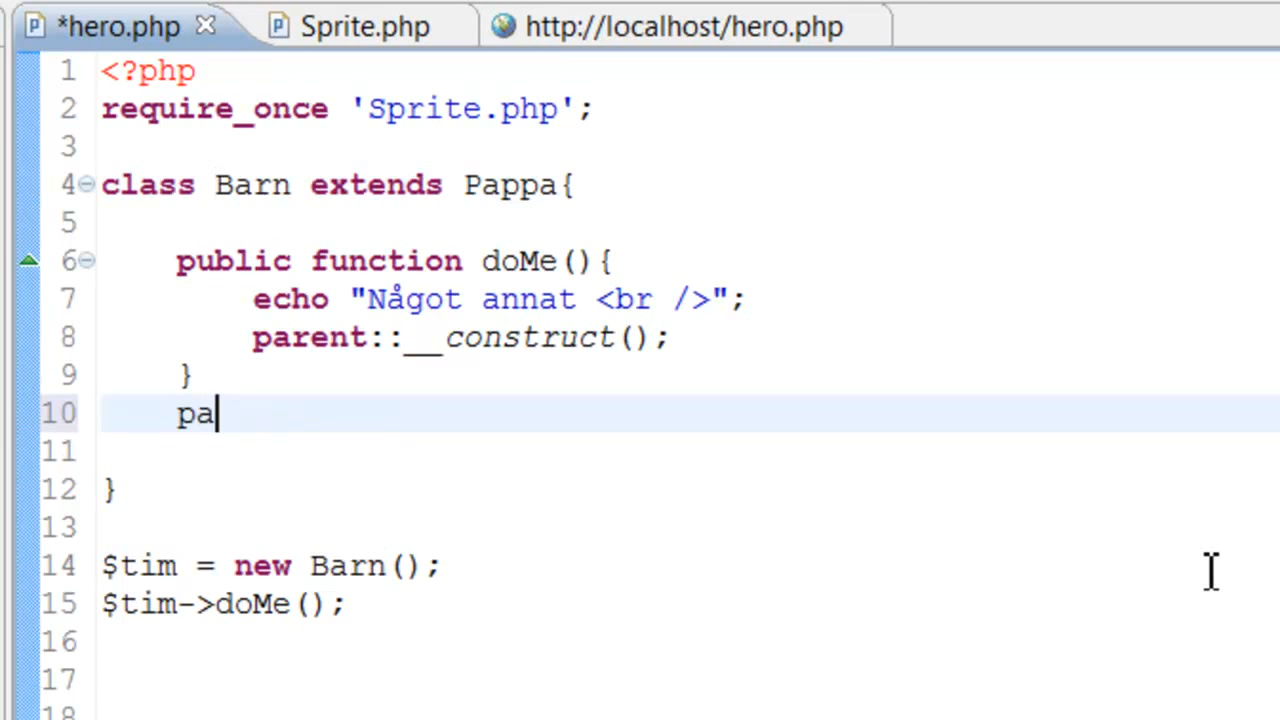 *hero.php Sprite.php http://localhost/hero.php
1 <?php
2 require_once 'Sprite.php';
3
4 class Barn extends Pappa{
5
6 public function doMe(){
7 echo "Något annat <br />";
8 parent::__construct();
9 }
10 pa
11
12 }
13
14 $tim = new Barn();
15 $tim->doMe();
16
17
18